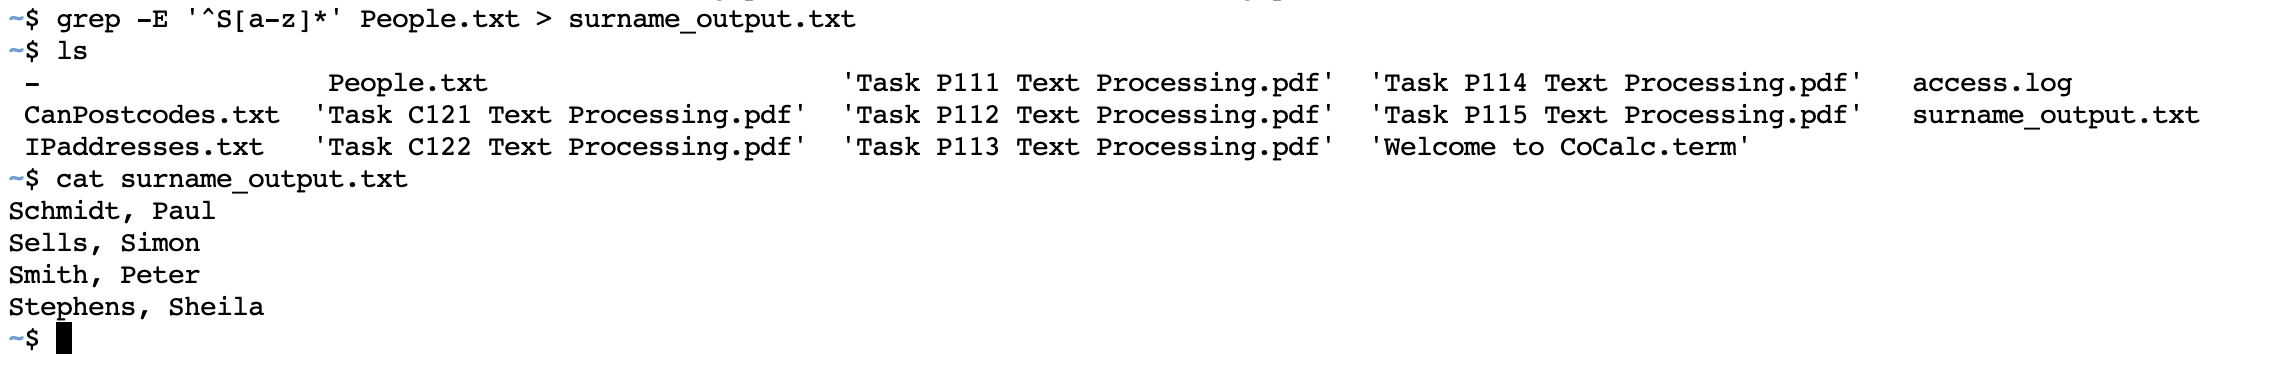 ~$ grep -E '^S[a-z]*' People.txt > surname_output.txt
~$ ls
 -                  People.txt                      'Task P111 Text Processing.pdf'  'Task P114 Text Processing.pdf'   access.log
 CanPostcodes.txt  'Task C121 Text Processing.pdf'  'Task P112 Text Processing.pdf'  'Task P115 Text Processing.pdf'   surname_output.txt
 IPaddresses.txt   'Task C122 Text Processing.pdf'  'Task P113 Text Processing.pdf'  'Welcome to CoCalc.term'
~$ cat surname_output.txt
Schmidt, Paul
Sells, Simon
Smith, Peter
Stephens, Sheila
~$